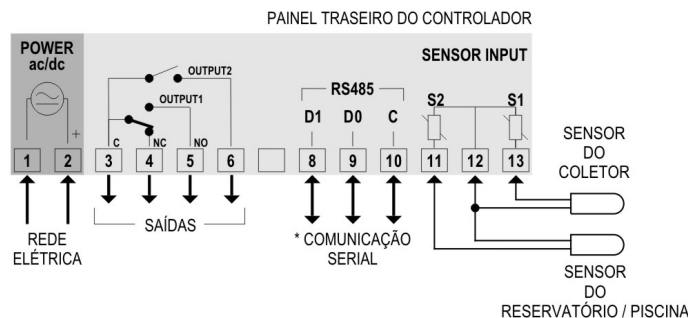 PAINEL TRASEIRO DO CONTROLADOR
POWER
ac/dc
SENSOR INPUT
OUTPUT2
OUTPUT1
RS485
D1 D0 C
S2 S1
+
C NC NO
1 2 3 4 5 6 8 9 10 11 12 13
REDE
ELÉTRICA
SAÍDAS
* COMUNICAÇÃO
SERIAL
SENSOR
DO
COLETOR
SENSOR
DO
RESERVATÓRIO / PISCINA